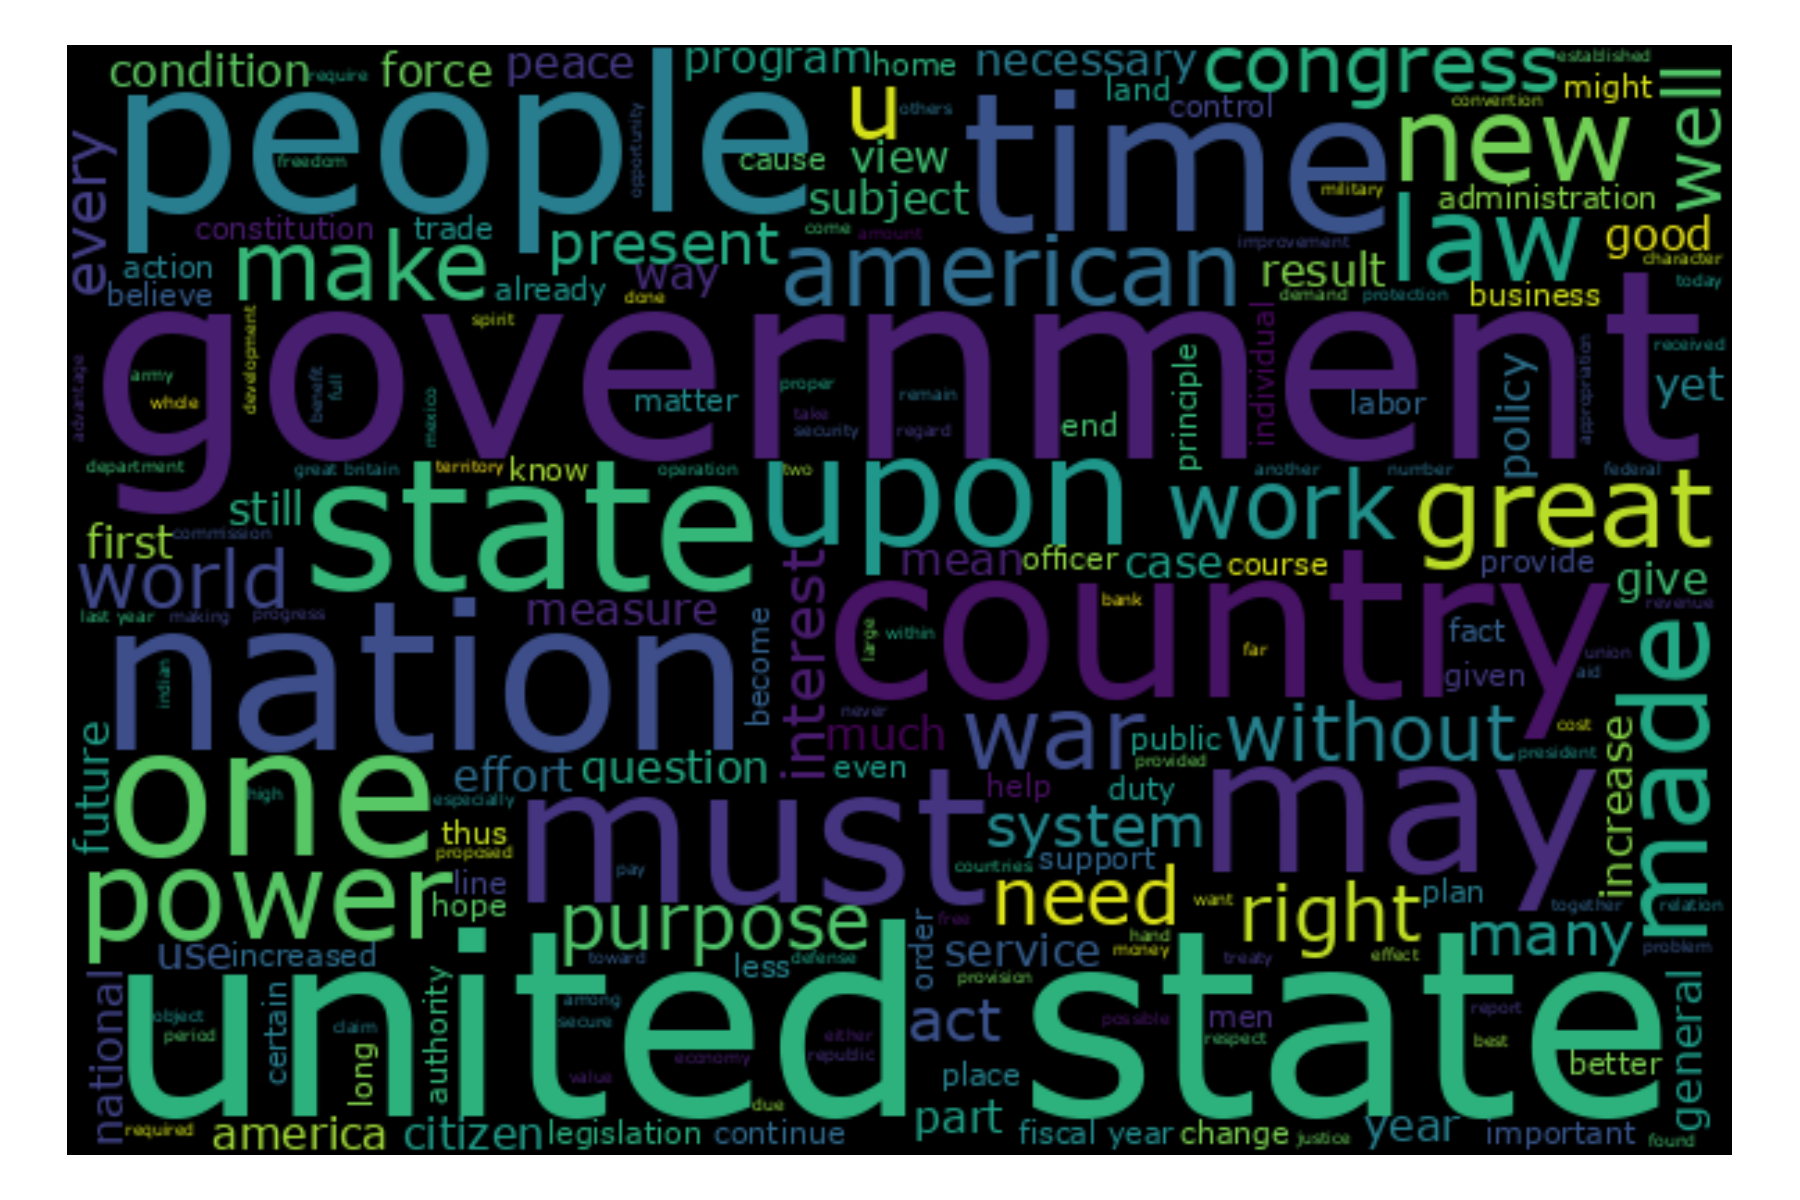 condition
require
force
peace
program
home
necessary
congress
established
might
well
people
u
others
land
control
convention
time
new
every
freedom
opportunity
cause
view
subject
military
administration
law
constitution
trade
come
amount
improvement
good
character
action
believe
make
present
already
way
done
american
result
demand
protection
business
today
government
development
spirit
individual
advantage
army
whole
benefit
full
mexico
matter
proper
take
security
remain
regard
end
principle
labor
policy
appropriation
received
yet
department
great britain
territory
know
operation
two
another
number
federal
still
state
upon
work
great
first
commission
world
interest
mean
officer
case
course
provide
give
last year
making
progress
measure
become
country
bank
large
within
far
fact
union
revenue
nation
indian
given
aid
made
never
much
war
public
provided
without
cost
president
increase
future
one
high
effort
especially
question
even
help
duty
must
may
thus
proposed
system
countries
support
power
line
hope
pay
purpose
free
need
want
right
plan
together
relation
use
increased
toward
less
defense
order
service
hand
money
provision
treaty
effect
many
problem
national
united state
object
period
certain
claim
long
authority
among
secure
value
economy
either
republic
act
possible
men
respect
report
best
better
general
place
due
required
america
citizen
legislation
continue
part
fiscal year
change
justice
year
important
found